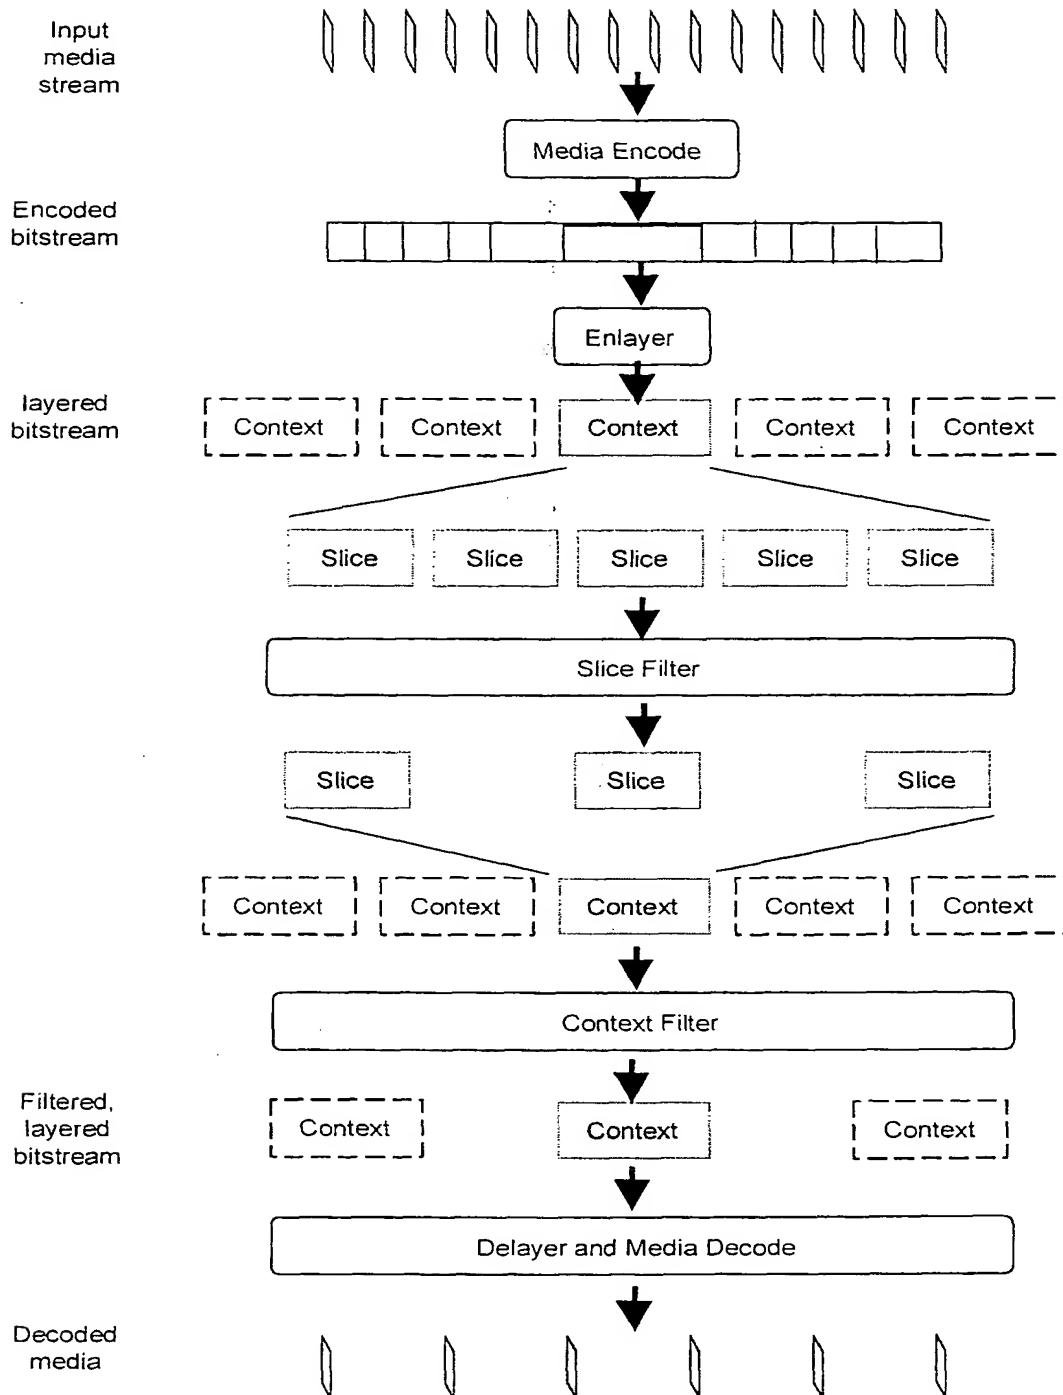 Input
media
stream
Media Encode
Encoded
bitstream
Enlayer
layered
bitstream
Context Context Context Context Context
Slice Slice Slice Slice Slice
Slice Filter
Slice Slice Slice
Context Context Context Context Context
Context Filter
Filtered,
layered
bitstream
Context Context Context
Delayer and Media Decode
Decoded
media